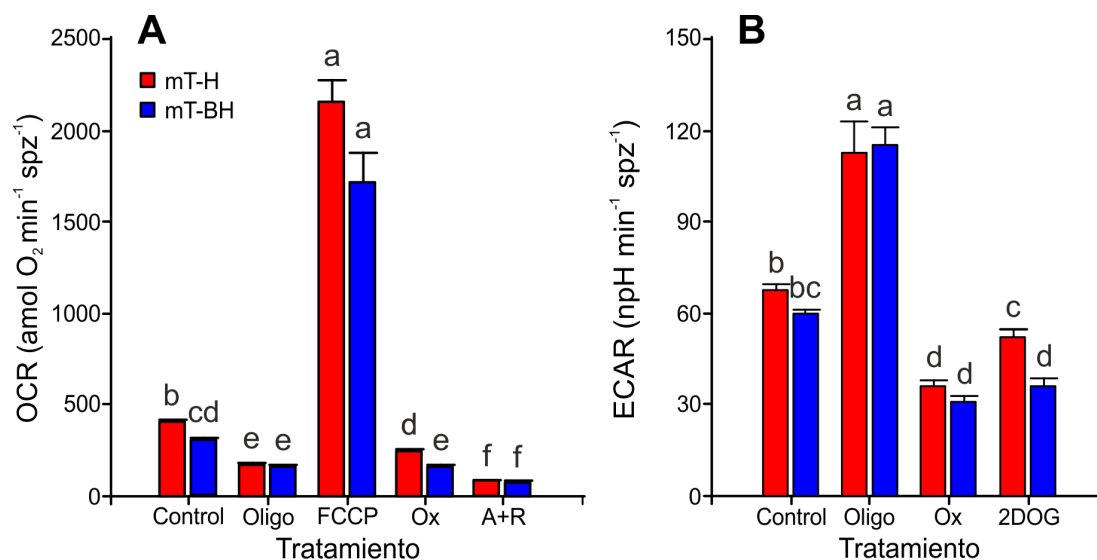 A
2500
2000
1500
1000
500
0
OCR (amol O₂ min⁻¹ spz⁻¹)
mT-H
mT-BH
b
cd
e
e
a
a
d
e
f
f
Control Oligo FCCP Ox A+R
Tratamiento
B
150
120
90
60
30
0
ECAR (npH min⁻¹ spz⁻¹)
b
bc
a
a
d
d
c
d
Control Oligo Ox 2DOG
Tratamiento